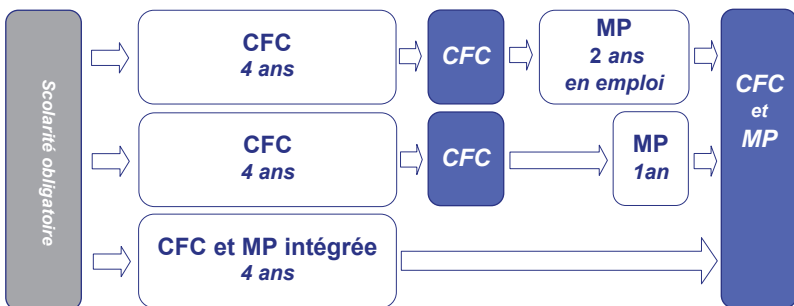 Scolarité obligatoire
CFC
4 ans
CFC
MP
2 ans
en emploi
CFC
4 ans
CFC
MP
1an
CFC et MP intégrée
4 ans
CFC
et
MP